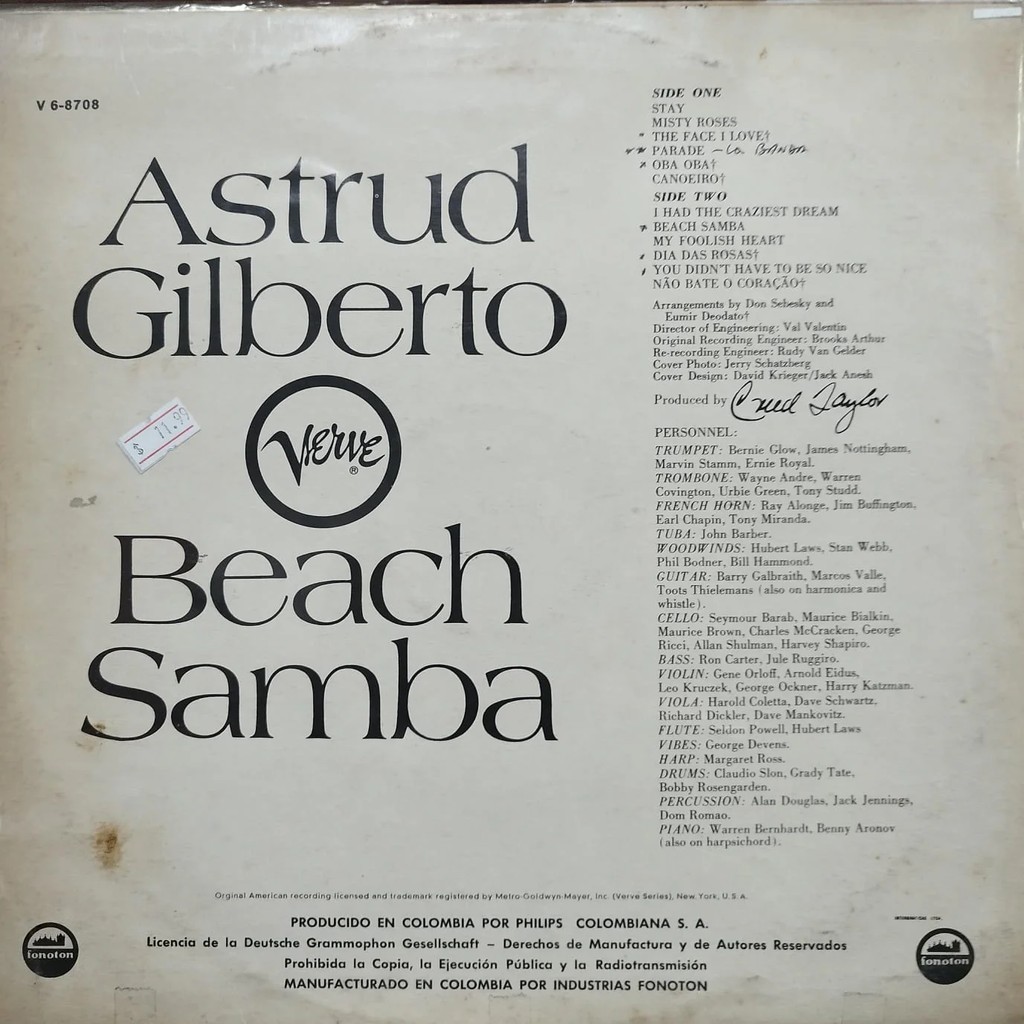 V 6-8708
Astrud
Gilberto
Verve ®
Beach
Samba
$ 11.99
SIDE ONE
STAY
MISTY ROSES
THE FACE I LOVE†
PARADE – La BANDA
OBA OBA†
CANOEIRO†
SIDE TWO
I HAD THE CRAZIEST DREAM
BEACH SAMBA
MY FOOLISH HEART
DIA DAS ROSAS†
YOU DIDN'T HAVE TO BE SO NICE
NÃO BATE O CORAÇÃO†
Arrangements by Don Sebesky and
Eumir Deodato†
Director of Engineering: Val Valentin
Original Recording Engineer: Brooks Arthur
Re-recording Engineer: Rudy Van Gelder
Cover Photo: Jerry Schatzberg
Cover Design: David Krieger/Jack Anesh
Produced by Creed Taylor
PERSONNEL:
TRUMPET: Bernie Glow, James Nottingham,
Marvin Stamm, Ernie Royal.
TROMBONE: Wayne Andre, Warren
Covington, Urbie Green, Tony Studd.
FRENCH HORN: Ray Alonge, Jim Buffington,
Earl Chapin, Tony Miranda.
TUBA: John Barber.
WOODWINDS: Hubert Laws, Stan Webb,
Phil Bodner, Bill Hammond.
GUITAR: Barry Galbraith, Marcos Valle,
Toots Thielemans (also on harmonica and
whistle).
CELLO: Seymour Barab, Maurice Bialkin,
Maurice Brown, Charles McCracken, George
Ricci, Allan Shulman, Harvey Shapiro.
BASS: Ron Carter, Jule Ruggiro.
VIOLIN: Gene Orloff, Arnold Eidus,
Leo Kruczek, George Ockner, Harry Katzman.
VIOLA: Harold Coletta, Dave Schwartz,
Richard Dickler, Dave Mankovitz.
FLUTE: Seldon Powell, Hubert Laws
VIBES: George Devens.
HARP: Margaret Ross.
DRUMS: Claudio Slon, Grady Tate,
Bobby Rosengarden.
PERCUSSION: Alan Douglas, Jack Jennings,
Dom Romao.
PIANO: Warren Bernhardt, Benny Aronov
(also on harpsichord).
Orginal American recording licensed and trademark registered by Metro-Goldwyn-Mayer, Inc. (Verve Series), New York, U.S.A.
PRODUCIDO EN COLOMBIA POR PHILIPS COLOMBIANA S. A.
Licencia de la Deutsche Grammophon Gesellschaft – Derechos de Manufactura y de Autores Reservados
Prohibida la Copia, la Ejecución Pública y la Radiotransmisión
MANUFACTURADO EN COLOMBIA POR INDUSTRIAS FONOTON
fonoton
fonoton